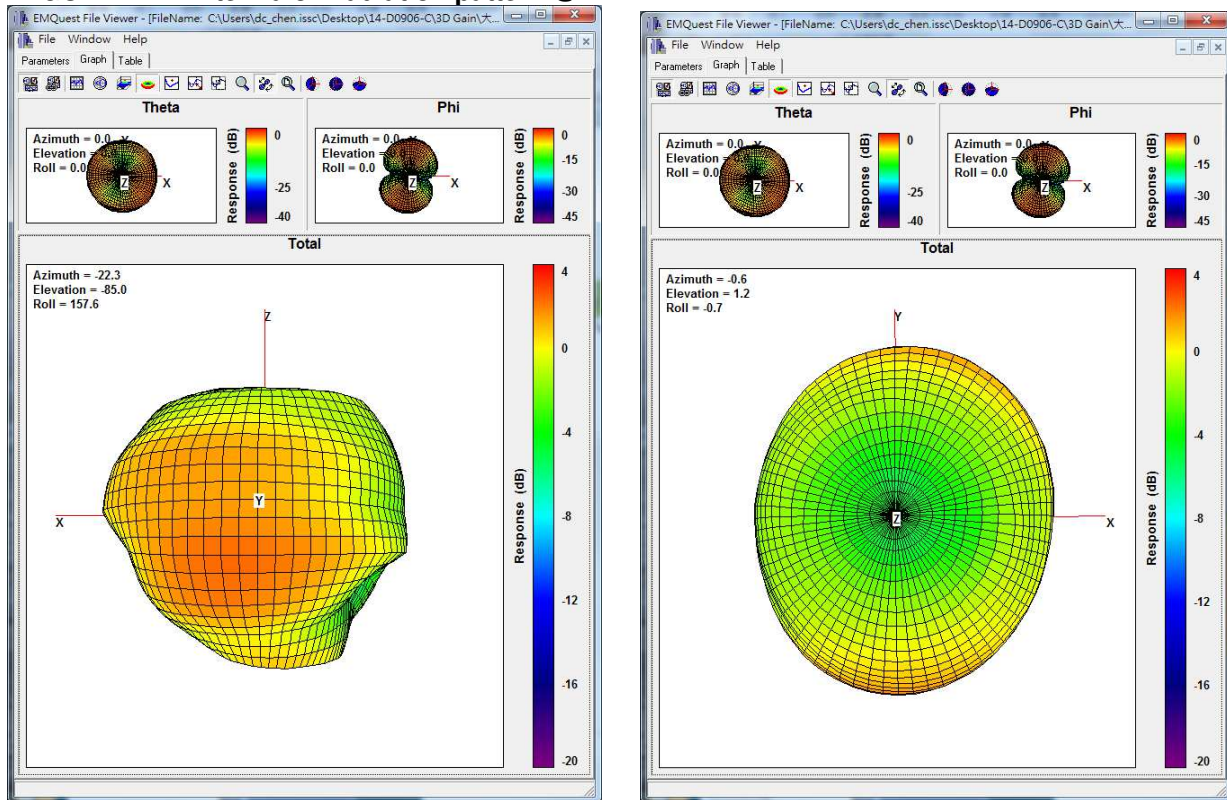 EMQuest File Viewer - [FileName: C:\Users\dc_chen.issc\Desktop\14-D0906-C\3D Gain\大...
File Window Help
Parameters Graph Table
Theta
Phi
Azimuth = 0.0
Elevation =
Roll = 0.0
Z
X
Response (dB)
0
-25
-40
Azimuth = 0.0
Elevation =
Roll = 0.0
Z
X
Response (dB)
0
-15
-30
-45
Total
Azimuth = -22.3
Elevation = -85.0
Roll = 157.6
Z
Y
X
Response (dB)
4
0
-4
-8
-12
-16
-20
EMQuest File Viewer - [FileName: C:\Users\dc_chen.issc\Desktop\14-D0906-C\3D Gain\大...
File Window Help
Parameters Graph Table
Theta
Phi
Azimuth = 0.0
Elevation =
Roll = 0.0
Z
X
Response (dB)
0
-25
-40
Azimuth = 0.0
Elevation =
Roll = 0.0
Z
X
Response (dB)
0
-15
-30
-45
Total
Azimuth = -0.6
Elevation = 1.2
Roll = -0.7
Y
Z
X
Response (dB)
4
0
-4
-8
-12
-16
-20